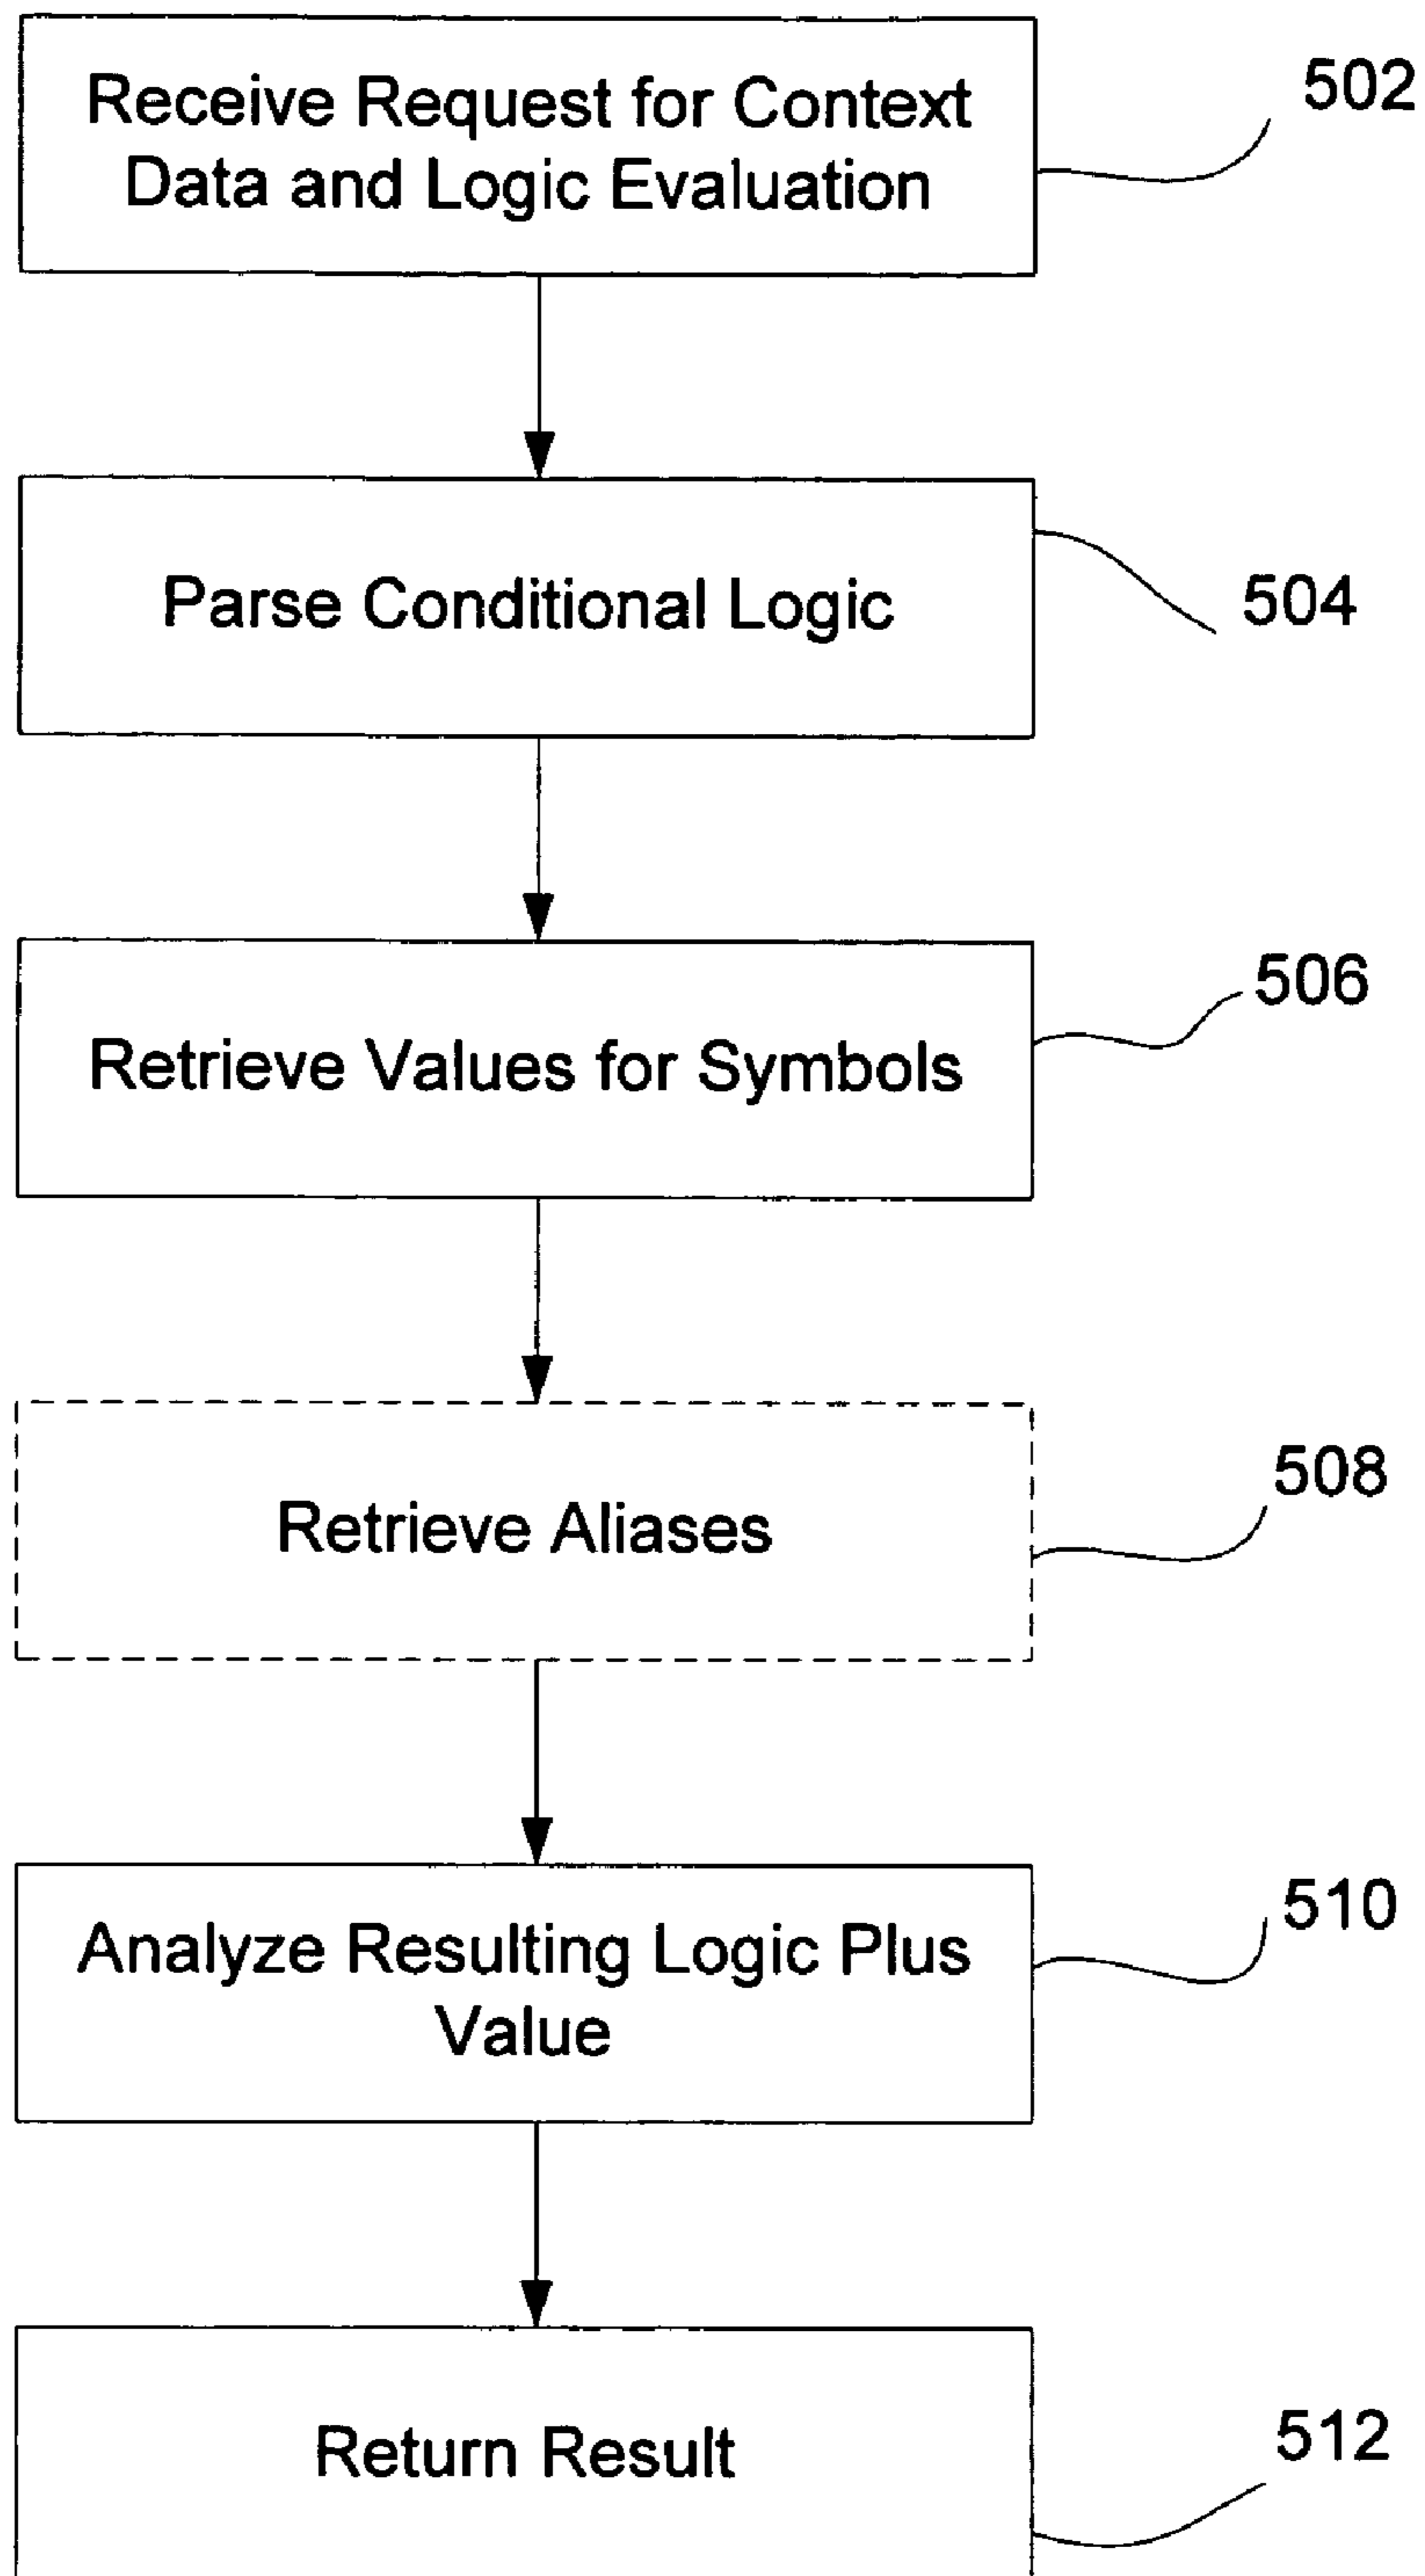 Receive Request for Context
Data and Logic Evaluation
502
Parse Conditional Logic
504
Retrieve Values for Symbols
506
Retrieve Aliases
508
Analyze Resulting Logic Plus
Value
510
Return Result
512